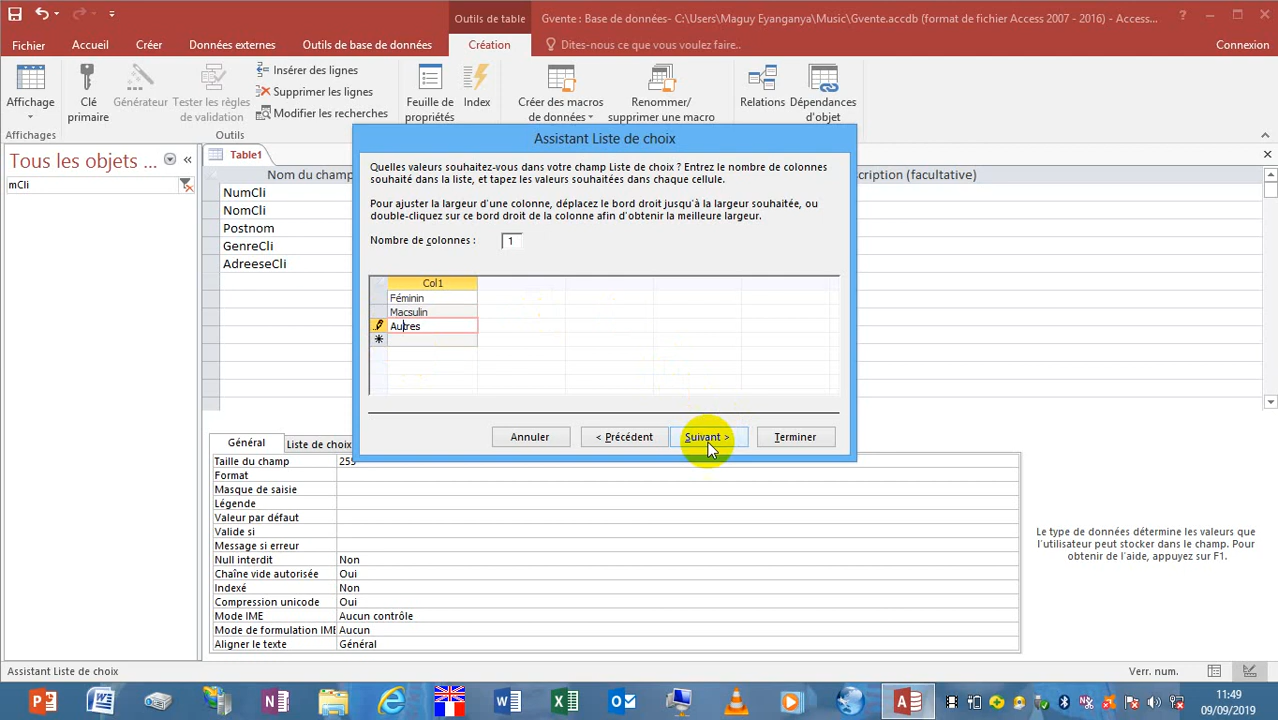 Outils de table
Gvente : Base de données- C:\Users\Maguy Eyanganya\Music\Gvente.accdb (format de fichier Access 2007 - 2016) - Access...
Fichier Accueil Créer Données externes Outils de base de données Création Dites-nous ce que vous voulez faire.. Connexion
Affichage
Clé primaire
Générateur
Tester les règles de validation
Insérer des lignes
Supprimer les lignes
Modifier les recherches
Feuille de propriétés
Index
Créer des macros de données
Renommer/ supprimer une macro
Relations
Dépendances d'objet
Affichages
Outils
Tous les objets ...
mCli
Table1
Nom du champ
scription (facultative)
NumCli
NomCli
Postnom
GenreCli
AdreeseCli
Assistant Liste de choix
Quelles valeurs souhaitez-vous dans votre champ Liste de choix ? Entrez le nombre de colonnes
souhaité dans la liste, et tapez les valeurs souhaitées dans chaque cellule.
Pour ajuster la largeur d'une colonne, déplacez le bord droit jusqu'à la largeur souhaitée, ou
double-cliquez sur ce bord droit de la colonne afin d'obtenir la meilleure largeur.
Nombre de colonnes : 1
Col1
Féminin
Macsulin
Autres
Annuler < Précédent Suivant > Terminer
Général Liste de choix
Taille du champ 255
Format
Masque de saisie
Légende
Valeur par défaut
Valide si
Message si erreur
Null interdit Non
Chaîne vide autorisée Oui
Indexé Non
Compression unicode Oui
Mode IME Aucun contrôle
Mode de formulation IME Aucun
Aligner le texte Général
Le type de données détermine les valeurs que
l'utilisateur peut stocker dans le champ. Pour
obtenir de l'aide, appuyez sur F1.
Assistant Liste de choix
Verr. num.
11:49
09/09/2019